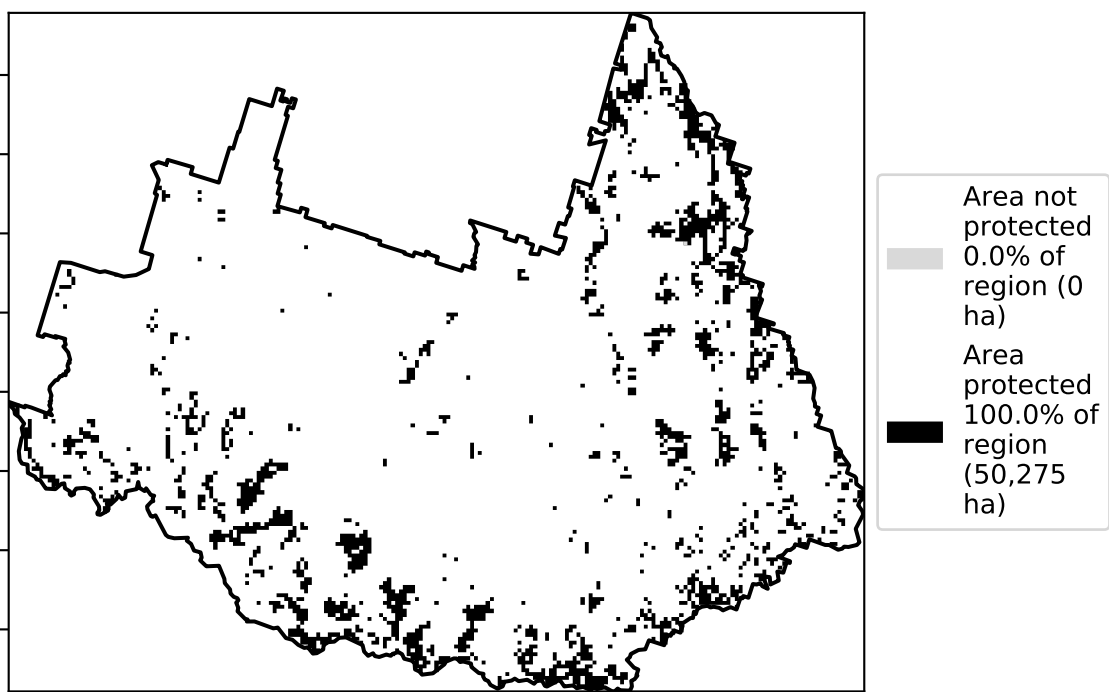 Area not
protected
0.0% of
region (0
ha)
Area
protected
100.0% of
region
(50,275
ha)